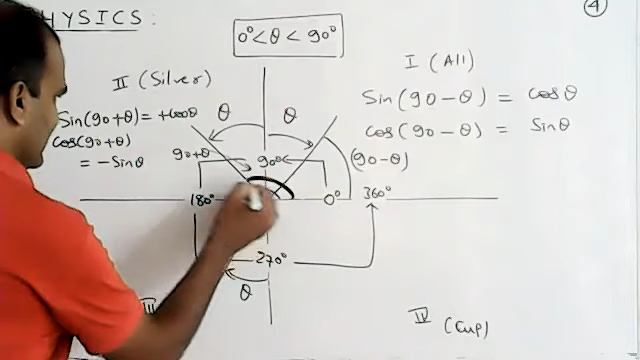 HYSICS :
4
0° < θ < 90°
II (Silver)
Sin(90+θ) = +cosθ
cos(90+θ)
= -Sinθ
I (All)
Sin(90-θ) = cosθ
cos(90-θ) = Sinθ
θ
θ
90+θ
90°
(90-θ)
180°
0°
360°
270°
θ
IV (Cup)